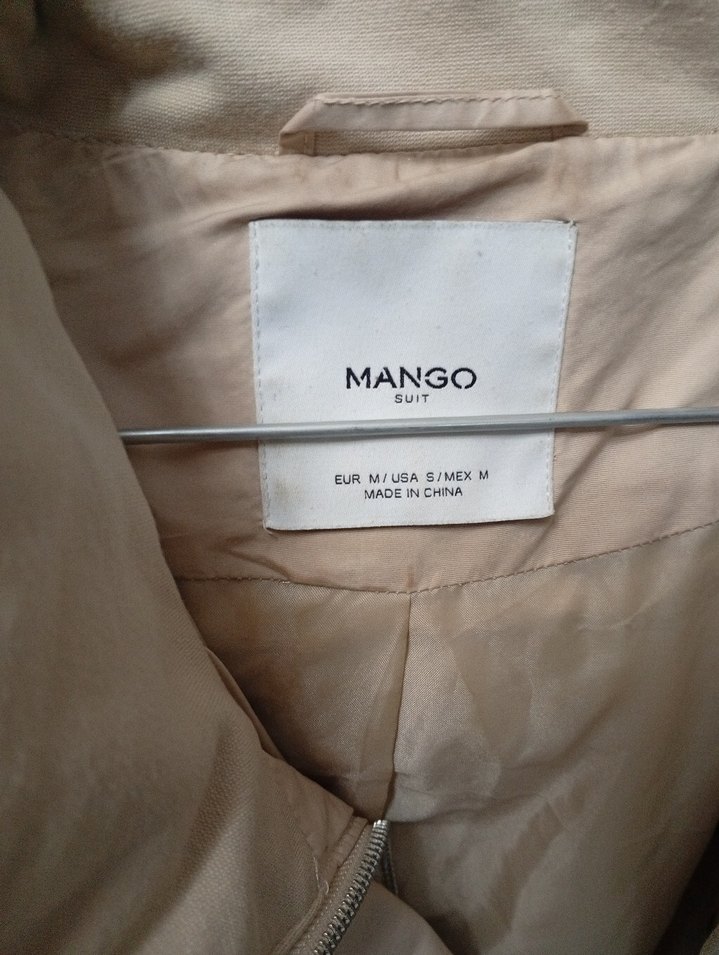 MANGO
SUIT
EUR M/USA S/MEX M
MADE IN CHINA